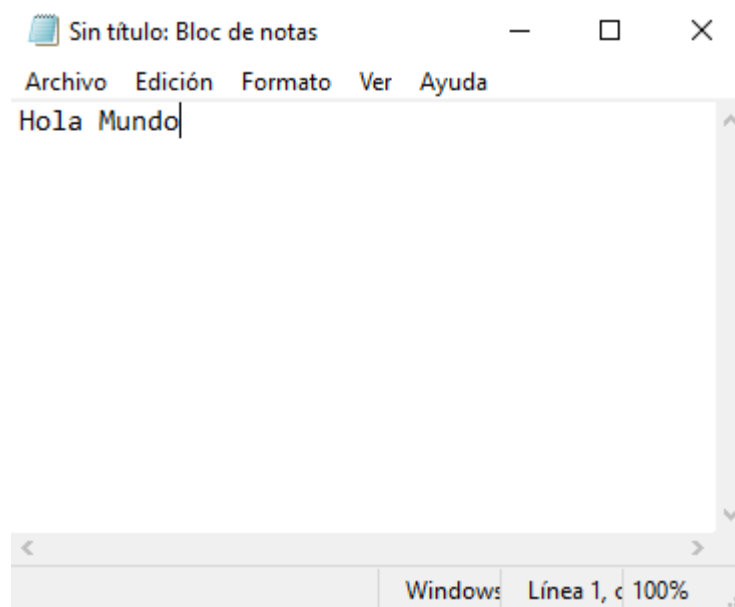 Sin título: Bloc de notas
Archivo Edición Formato Ver Ayuda
Hola Mundo
Windows Línea 1, c 100%